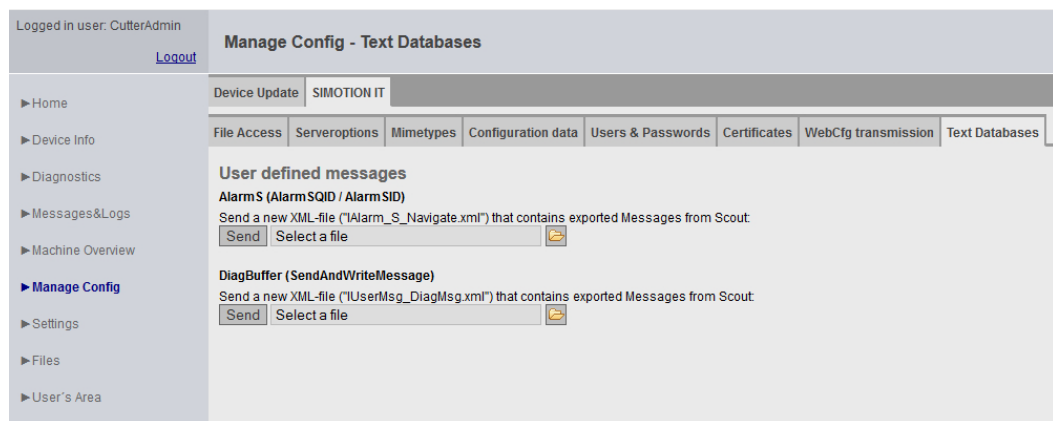 Logged in user: CutterAdmin
Logout
Manage Config - Text Databases
Device Update SIMOTION IT
File Access Serveroptions Mimetypes Configuration data Users & Passwords Certificates WebCfg transmission Text Databases
►Home
►Device Info
►Diagnostics
►Messages&Logs
►Machine Overview
►Manage Config
►Settings
►Files
►User´s Area
User defined messages
AlarmS (AlarmSQID / AlarmSID)
Send a new XML-file ("IAlarm_S_Navigate.xml") that contains exported Messages from Scout:
Send Select a file
DiagBuffer (SendAndWriteMessage)
Send a new XML-file ("IUserMsg_DiagMsg.xml") that contains exported Messages from Scout:
Send Select a file